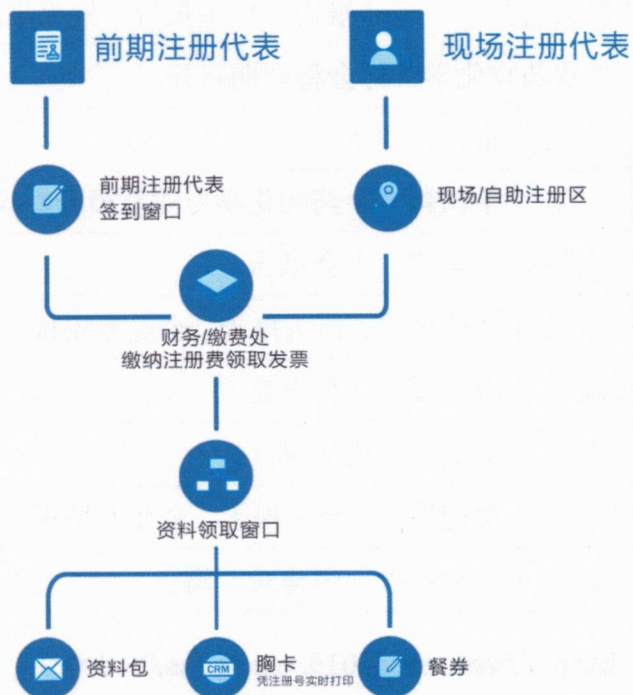 前期注册代表
现场注册代表
前期注册代表
签到窗口
现场/自助注册区
财务/缴费处
缴纳注册费领取发票
资料领取窗口
资料包
CRM
胸卡
凭注册号实时打印
餐券